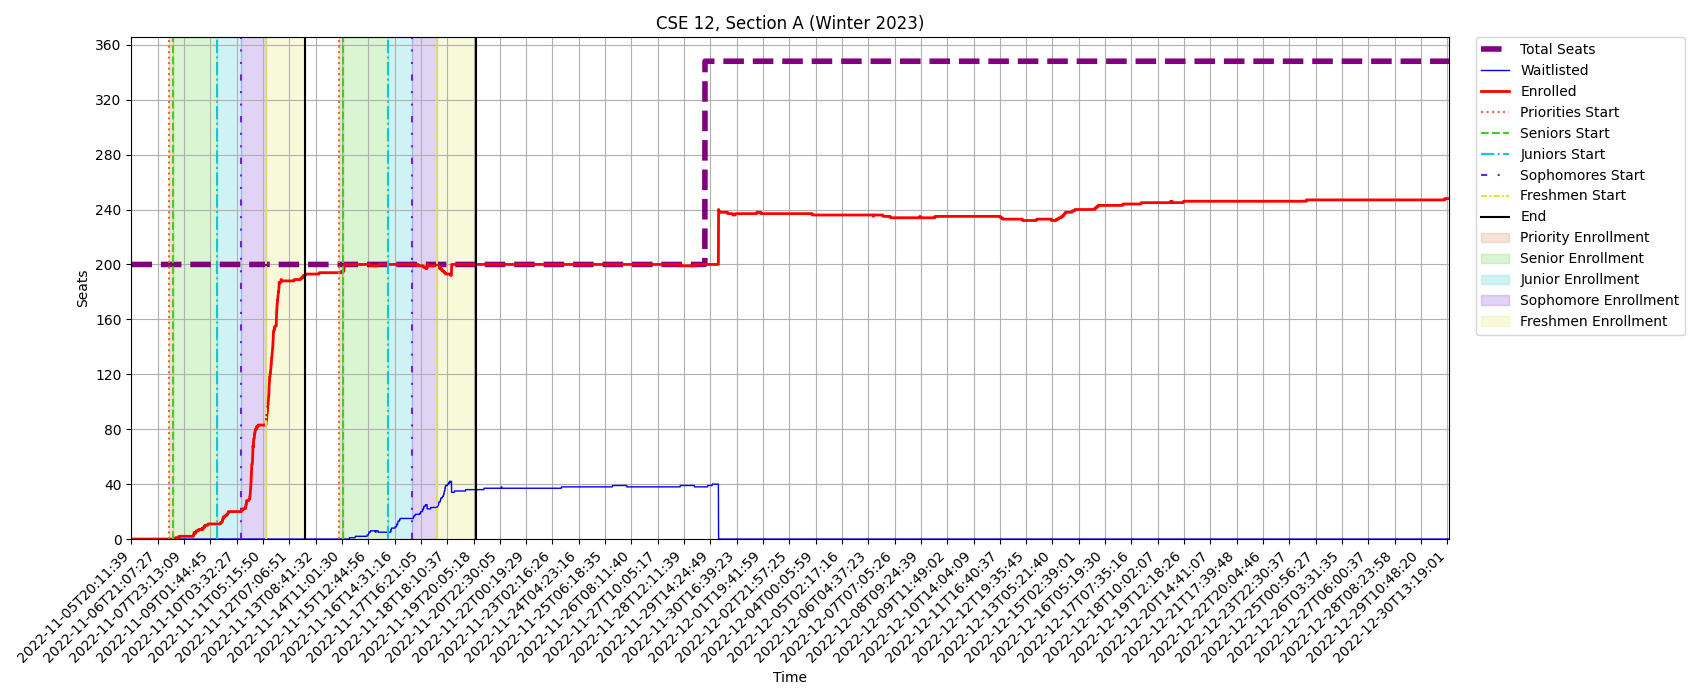 CSE 12, Section A (Winter 2023)
Seats
360
320
280
240
200
160
120
80
40
0
2022-11-05T20:11:39
2022-11-06T21:07:27
2022-11-07T23:13:09
2022-11-09T01:44:45
2022-11-10T03:32:27
2022-11-11T05:15:50
2022-11-12T07:06:51
2022-11-13T08:41:32
2022-11-14T11:01:30
2022-11-15T12:44:56
2022-11-16T14:31:16
2022-11-17T16:21:05
2022-11-18T18:10:37
2022-11-19T20:05:18
2022-11-20T22:30:05
2022-11-22T00:19:29
2022-11-23T02:16:26
2022-11-24T04:23:16
2022-11-25T06:18:35
2022-11-26T08:11:40
2022-11-27T10:05:17
2022-11-28T12:11:39
2022-11-29T14:24:49
2022-11-30T16:39:23
2022-12-01T19:41:59
2022-12-02T21:57:25
2022-12-04T00:05:59
2022-12-05T02:17:16
2022-12-06T04:37:23
2022-12-07T07:05:26
2022-12-08T09:24:39
2022-12-09T11:49:02
2022-12-10T14:04:09
2022-12-11T16:40:37
2022-12-12T19:35:45
2022-12-13T05:21:40
2022-12-15T02:39:01
2022-12-16T05:19:30
2022-12-17T07:35:16
2022-12-18T10:02:07
2022-12-19T12:18:26
2022-12-20T14:41:07
2022-12-21T17:39:48
2022-12-22T20:04:46
2022-12-23T22:30:37
2022-12-25T00:56:27
2022-12-26T03:31:35
2022-12-27T06:00:37
2022-12-28T08:23:58
2022-12-29T10:48:20
2022-12-30T13:19:01
Time
Total Seats
Waitlisted
Enrolled
Priorities Start
Seniors Start
Juniors Start
Sophomores Start
Freshmen Start
End
Priority Enrollment
Senior Enrollment
Junior Enrollment
Sophomore Enrollment
Freshmen Enrollment